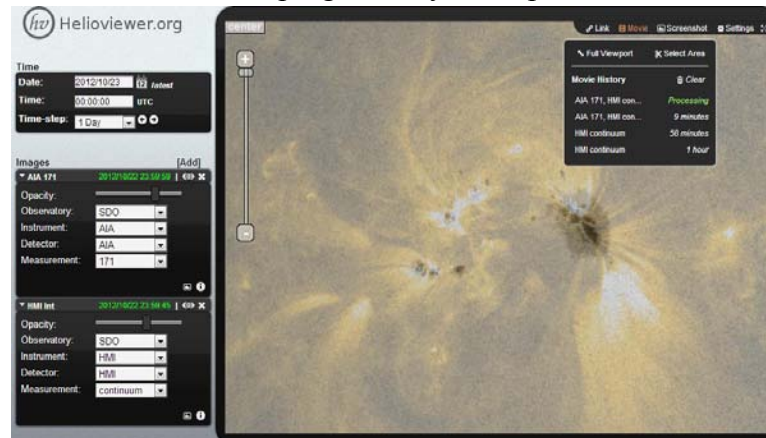 (hv) Helioviewer.org
center
Link Movie Screenshot Settings
Time
Date: 2012/10/23 latest
Time: 00:00:00 UTC
Time-step: 1 Day
Images [Add]
AIA 171 2012/10/22 23:59:59
Opacity:
Observatory: SDO
Instrument: AIA
Detector: AIA
Measurement: 171
HMI Int 2012/10/22 23:59:45
Opacity:
Observatory: SDO
Instrument: HMI
Detector: HMI
Measurement: continuum
Full Viewport Select Area
Movie History Clear
AIA 171, HMI con... Processing
AIA 171, HMI con... 9 minutes
HMI continuum 58 minutes
HMI continuum 1 hour